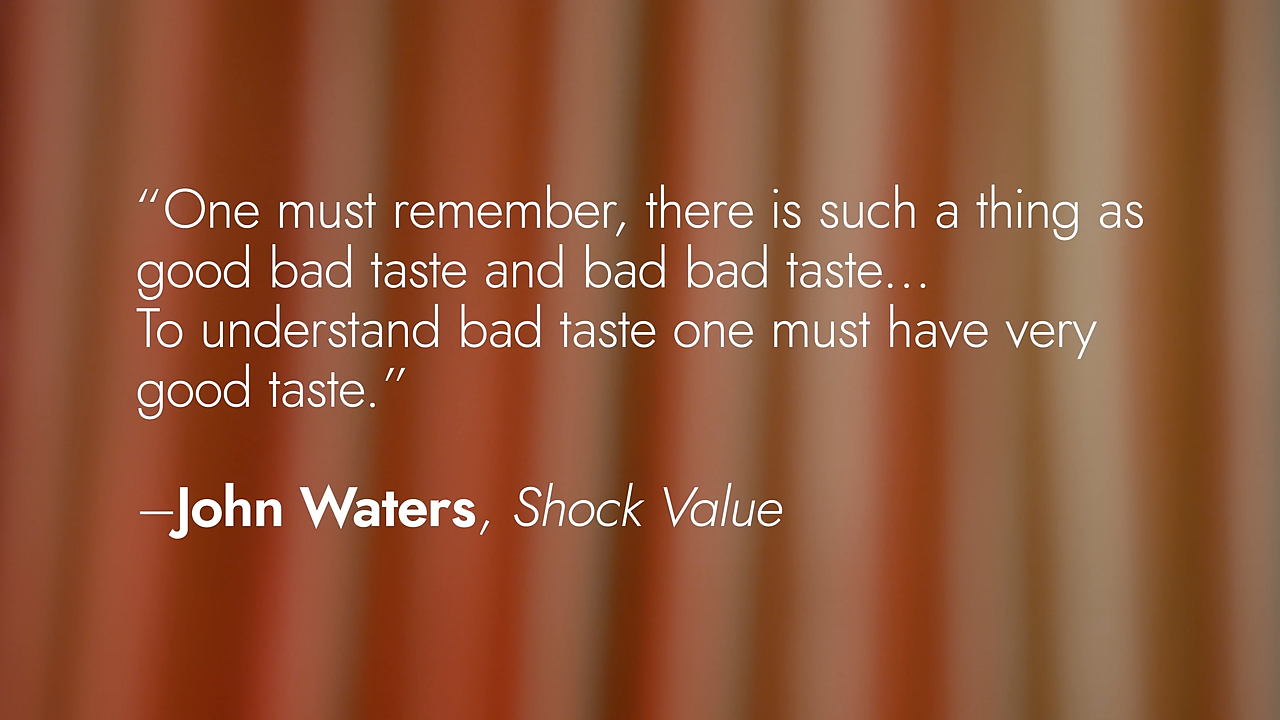 “One must remember, there is such a thing as
good bad taste and bad bad taste...
To understand bad taste one must have very
good taste.”
–John Waters, Shock Value